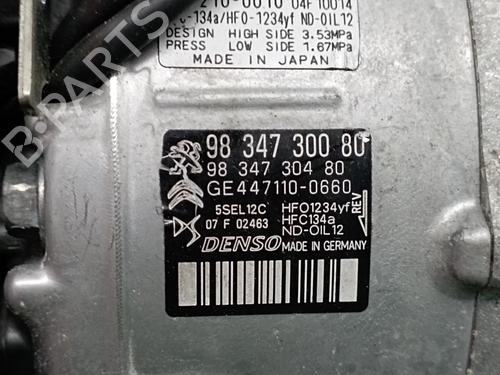 04F10014
-134a/HFO-1234yf ND-OIL12
DESIGN HIGH SIDE 3.53MPa
PRESS LOW SIDE 1.67MPa
MADE IN JAPAN
98 347 300 80
98 347 304 80
GE447110-0660
5SEL12C HFO1234yf
07 F 02463 HFC134a
ND-OIL12
REV
DENSO MADE IN GERMANY
B-PARTS